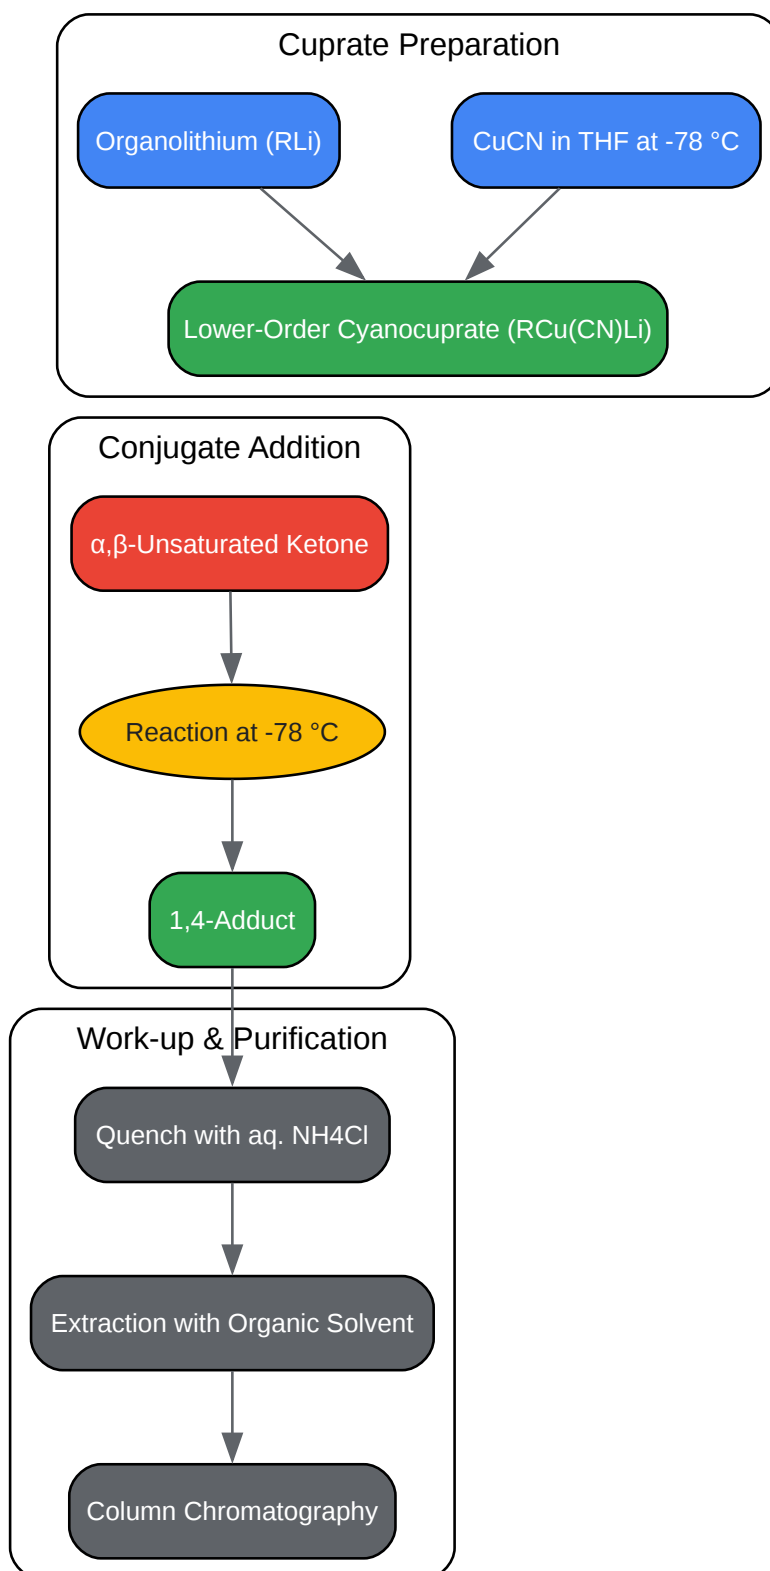 Cuprate Preparation
Organolithium (RLi)
CuCN in THF at -78 °C
Lower-Order Cyanocuprate (RCu(CN)Li)
Conjugate Addition
α,β-Unsaturated Ketone
Reaction at -78 °C
1,4-Adduct
Work-up & Purification
Quench with aq. NH4Cl
Extraction with Organic Solvent
Column Chromatography